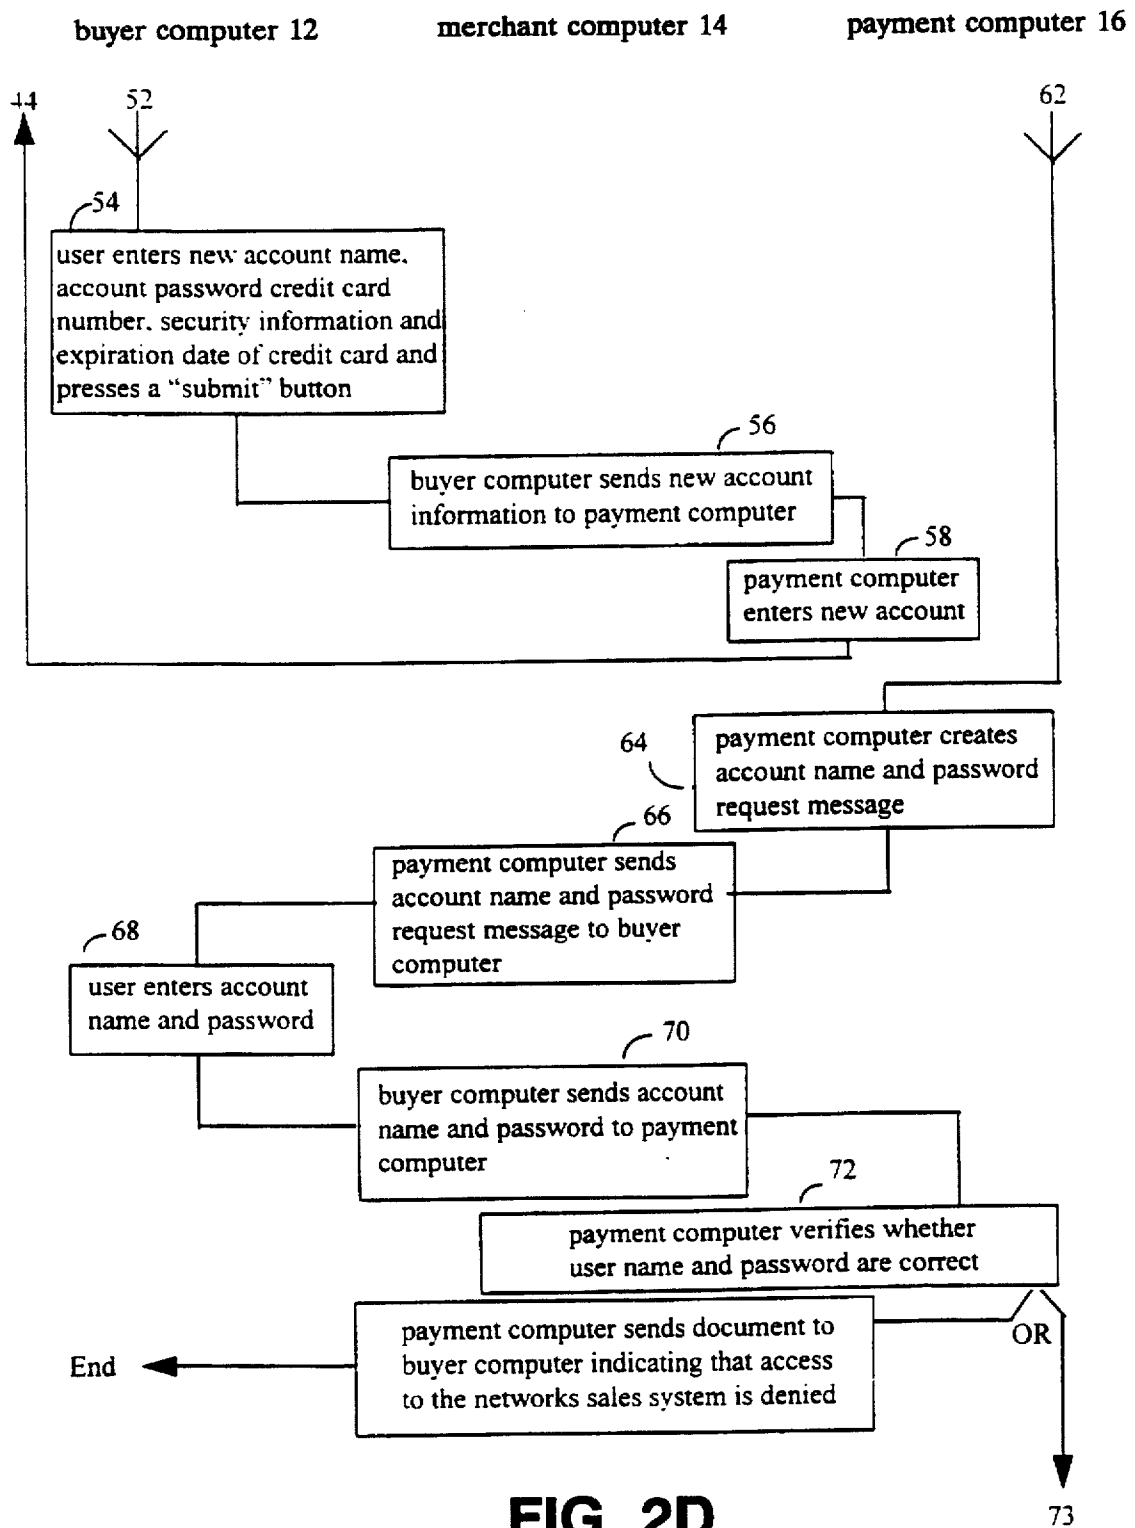 buyer computer 12 merchant computer 14 payment computer 16
44 52 62
54
user enters new account name,
account password credit card
number, security information and
expiration date of credit card and
presses a "submit" button
56
buyer computer sends new account
information to payment computer
58
payment computer
enters new account
64
payment computer creates
account name and password
request message
66
payment computer sends
account name and password
request message to buyer
computer
68
user enters account
name and password
70
buyer computer sends account
name and password to payment
computer
72
payment computer verifies whether
user name and password are correct
OR
payment computer sends document to
buyer computer indicating that access
to the networks sales system is denied
End
73
FIG. 2D